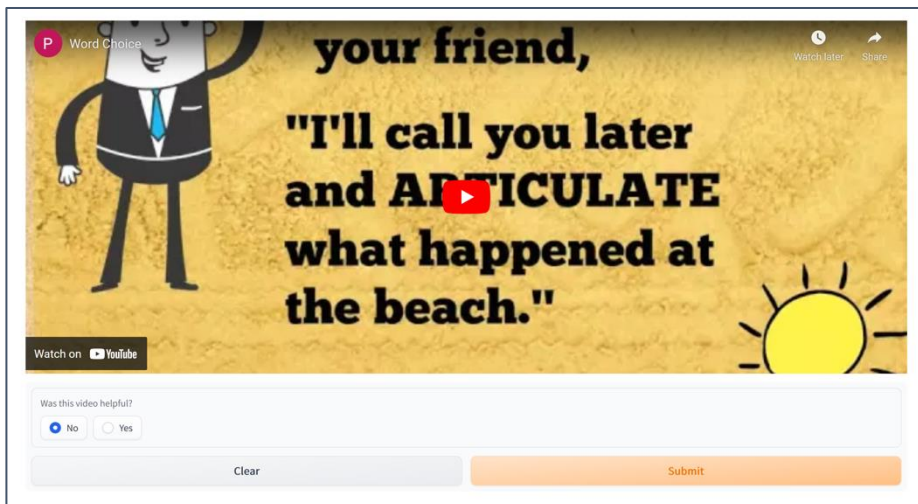 P
Word Choice
Watch later
Share
your friend,
"I'll call you later
and ARTICULATE
what happened at
the beach."
Watch on YouTube
Was this video helpful?
No
Yes
Clear
Submit